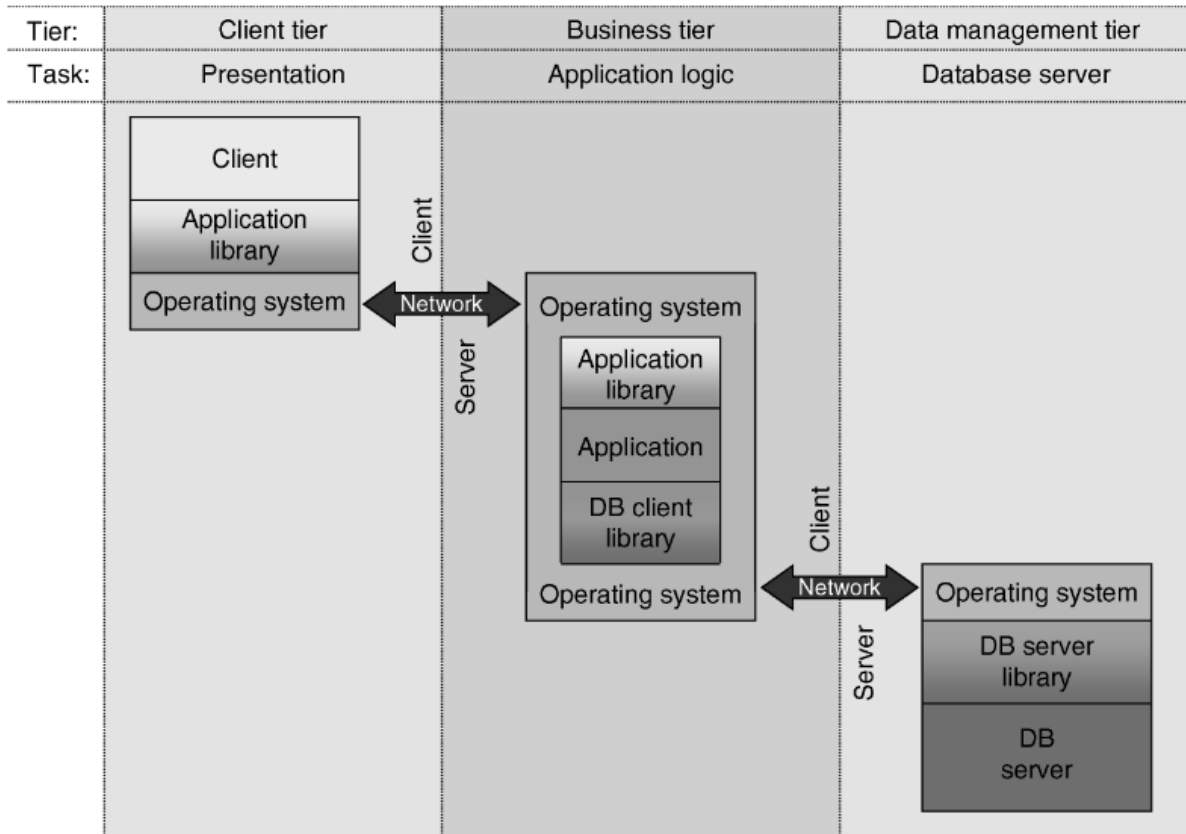 Tier: Client tier Business tier Data management tier
Task: Presentation Application logic Database server
Client
Application
library
Operating system
Client
Network
Server
Operating system
Application
library
Application
DB client
library
Operating system
Client
Network
Server
Operating system
DB server
library
DB
server